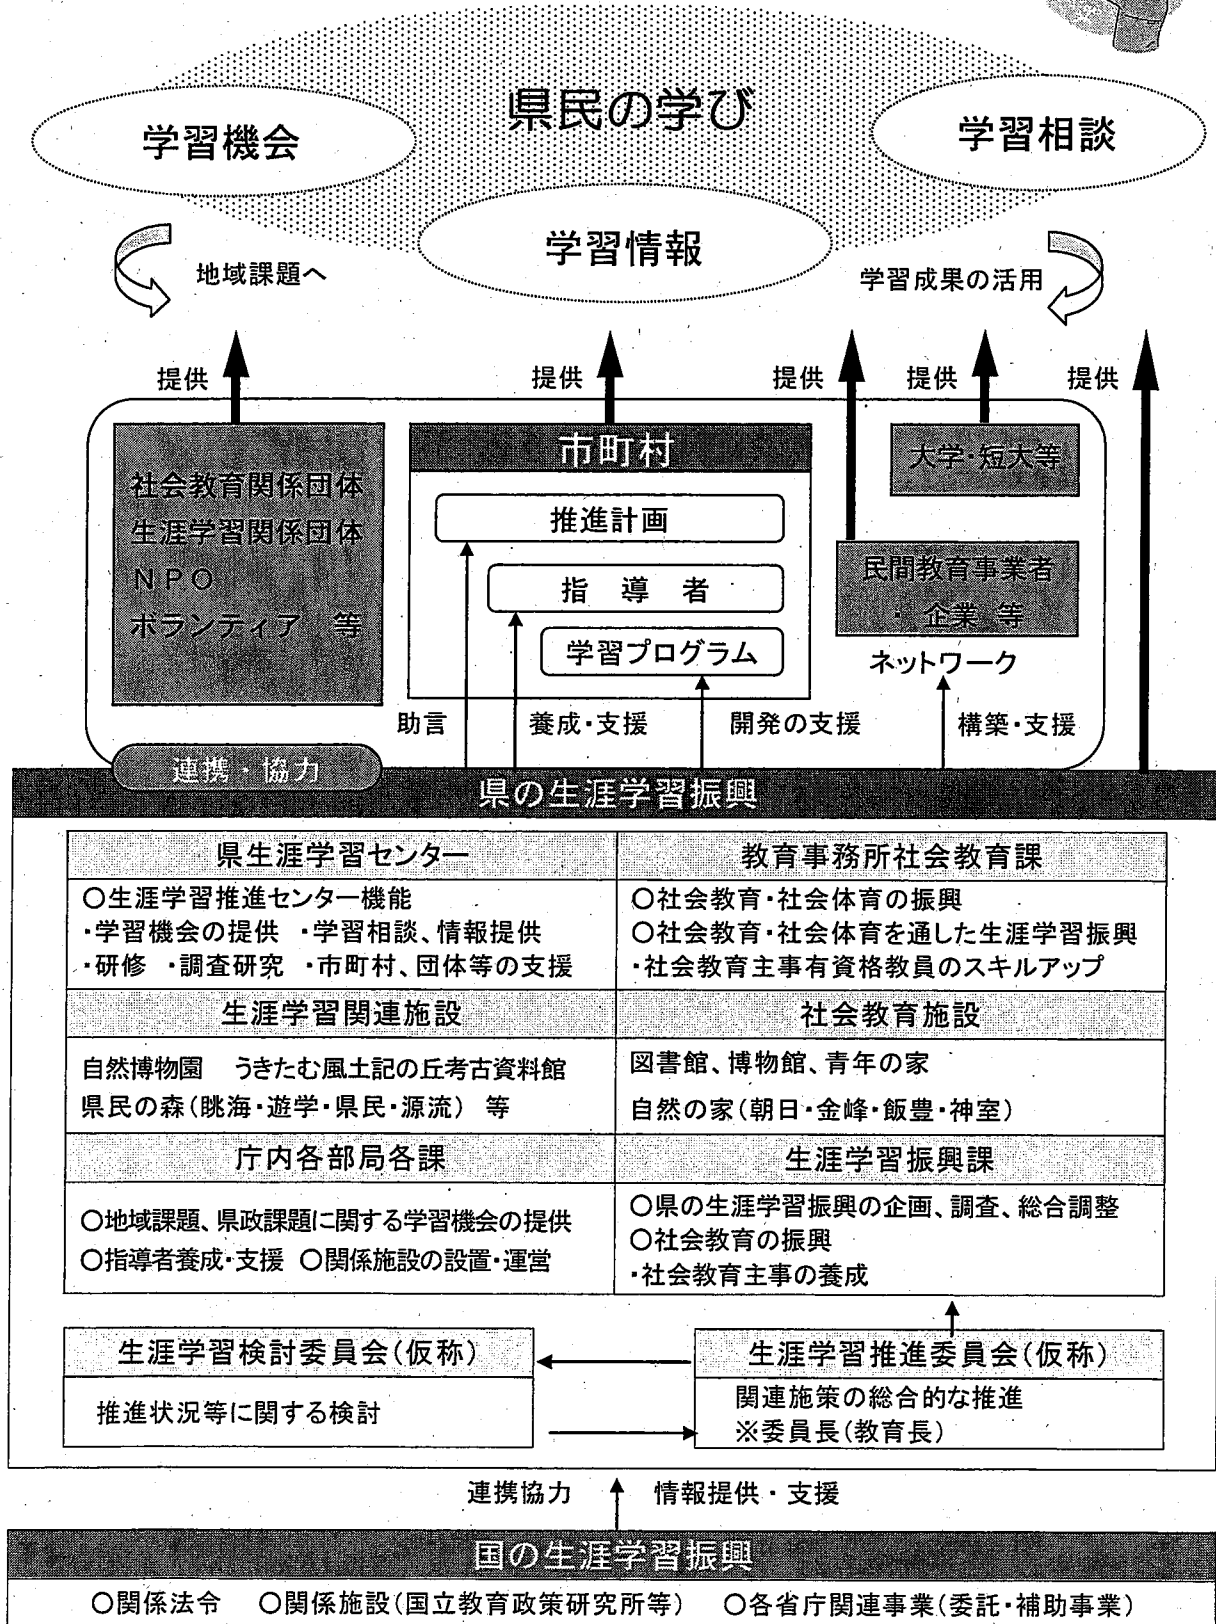 県民の学び
学習機会
学習相談
学習情報
地域課題へ
学習成果の活用
提供
提供
提供
提供
提供
社会教育関係団体
生涯学習関係団体
NPO
ボランティア 等
市町村
推進計画
指 導 者
学習プログラム
大学・短大等
民間教育事業者
・企業 等
ネットワーク
助言
養成・支援
開発の支援
構築・支援
連携・協力
県の生涯学習振興
県生涯学習センター
○生涯学習推進センター機能
・学習機会の提供 ・学習相談、情報提供
・研修 ・調査研究 ・市町村、団体等の支援
教育事務所社会教育課
○社会教育・社会体育の振興
○社会教育・社会体育を通した生涯学習振興
・社会教育主事有資格教員のスキルアップ
生涯学習関連施設
自然博物園 うきたむ風土記の丘考古資料館
県民の森(眺海・遊学・県民・源流) 等
社会教育施設
図書館、博物館、青年の家
自然の家(朝日・金峰・飯豊・神室)
庁内各部局各課
○地域課題、県政課題に関する学習機会の提供
○指導者養成・支援 ○関係施設の設置・運営
生涯学習振興課
○県の生涯学習振興の企画、調査、総合調整
○社会教育の振興
・社会教育主事の養成
生涯学習検討委員会(仮称)
推進状況等に関する検討
生涯学習推進委員会(仮称)
関連施策の総合的な推進
※委員長(教育長)
連携協力
情報提供・支援
国の生涯学習振興
○関係法令 ○関係施設(国立教育政策研究所等) ○各省庁関連事業(委託・補助事業)